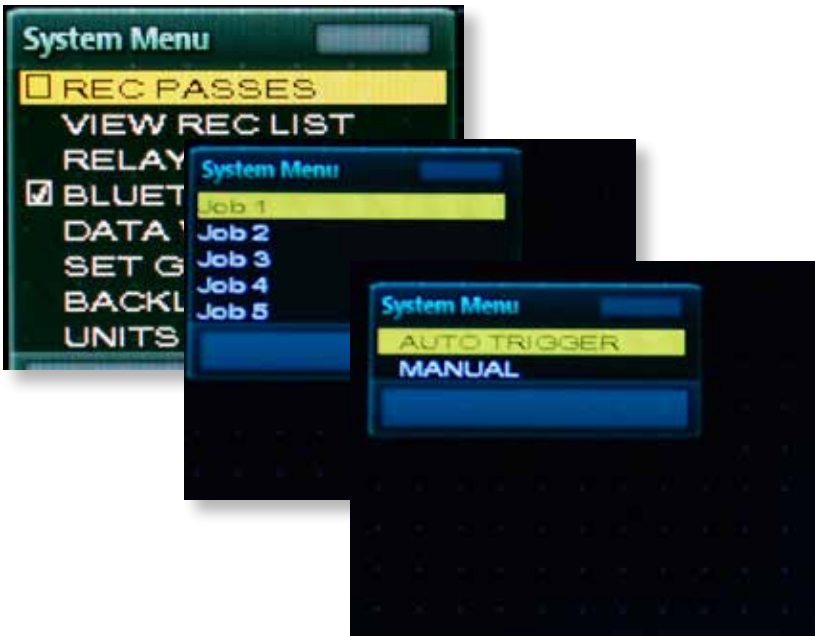 System Menu
REC PASSES
VIEW REC LIST
RELAY
BLUET
DATA
SET G
BACKL
UNITS
System Menu
Job 1
Job 2
Job 3
Job 4
Job 5
System Menu
AUTO TRIGGER
MANUAL